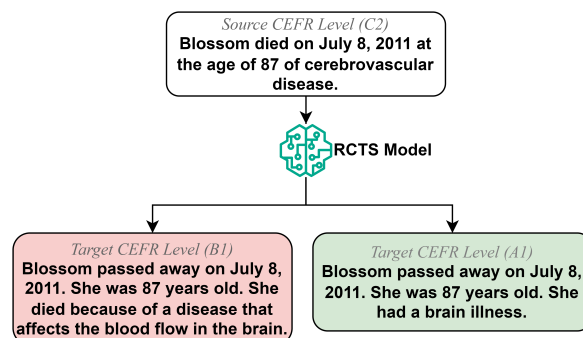 Source CEFR Level (C2)
Blossom died on July 8, 2011 at
the age of 87 of cerebrovascular
disease.
RCTS Model
Target CEFR Level (B1)
Blossom passed away on July 8,
2011. She was 87 years old. She
died because of a disease that
affects the blood flow in the brain.
Target CEFR Level (A1)
Blossom passed away on July 8,
2011. She was 87 years old. She
had a brain illness.